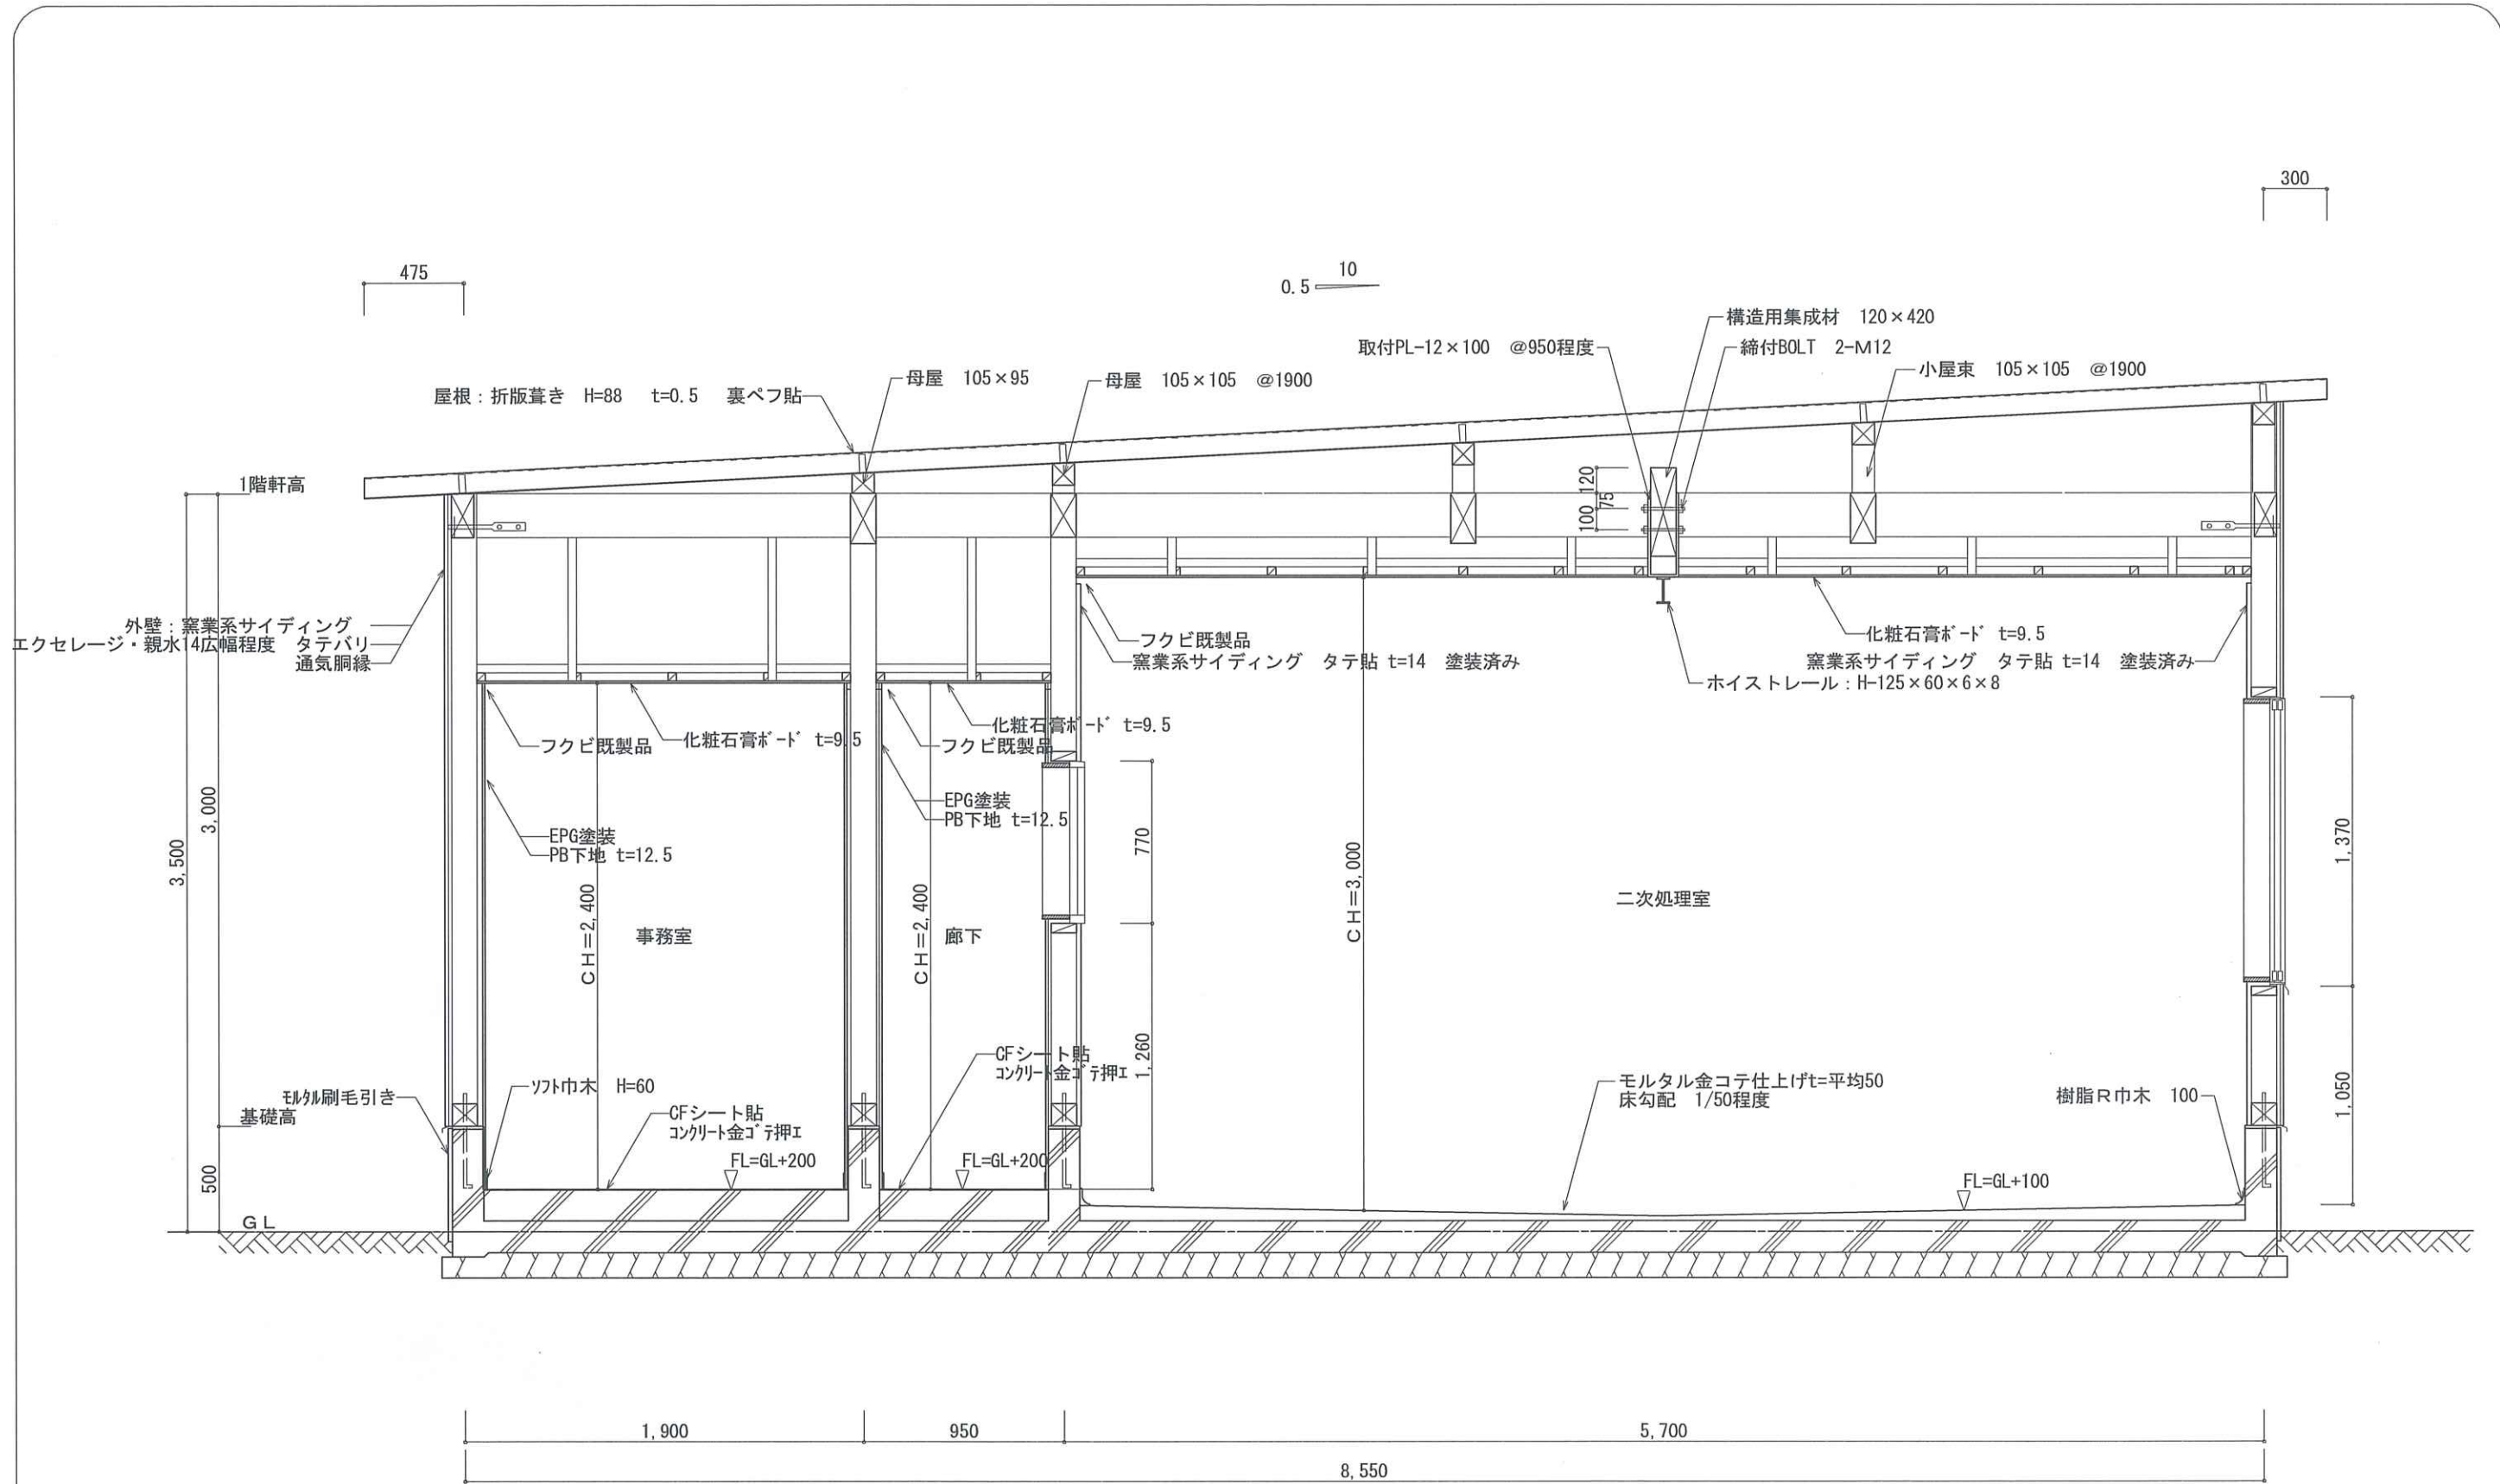 300
475
10
0.5
構造用集成材 120×420
取付PL-12×100 @950程度
締付BOLT 2-M12
母屋 105×95
母屋 105×105 @1900
小屋束 105×105 @1900
屋根：折版葺き H=88 t=0.5 裏ペフ貼
1階軒高
120
75
100
外壁：窯業系サイディング
エクセレージ・親水14広幅程度 タテバリ
通気胴縁
フクビ既製品
窯業系サイディング タテ貼 t=14 塗装済み
化粧石膏ﾎﾞｰﾄﾞ t=9.5
窯業系サイディング タテ貼 t=14 塗装済み
ホイストレール：H-125×60×6×8
フクビ既製品
化粧石膏ﾎﾞｰﾄﾞ t=9.5
フクビ既製品
化粧石膏ﾎﾞｰﾄﾞ t=9.5
EPG塗装
PB下地 t=12.5
EPG塗装
PB下地 t=12.5
3,500
3,000
500
ＣＨ＝2,400
事務室
ＣＨ＝2,400
廊下
770
1,260
ＣＨ＝3,000
二次処理室
1,370
1,050
ﾓﾙﾀﾙ刷毛引き
基礎高
ｿﾌﾄ巾木 H=60
CFシート貼
ｺﾝｸﾘｰﾄ金ｺﾞﾃ押ｴ
CFシート貼
ｺﾝｸﾘｰﾄ金ｺﾞﾃ押ｴ
モルタル金コテ仕上げt=平均50
床勾配 1/50程度
樹脂Ｒ巾木 100
FL=GL+200
FL=GL+200
FL=GL+100
ＧＬ
1,900
950
5,700
8,550